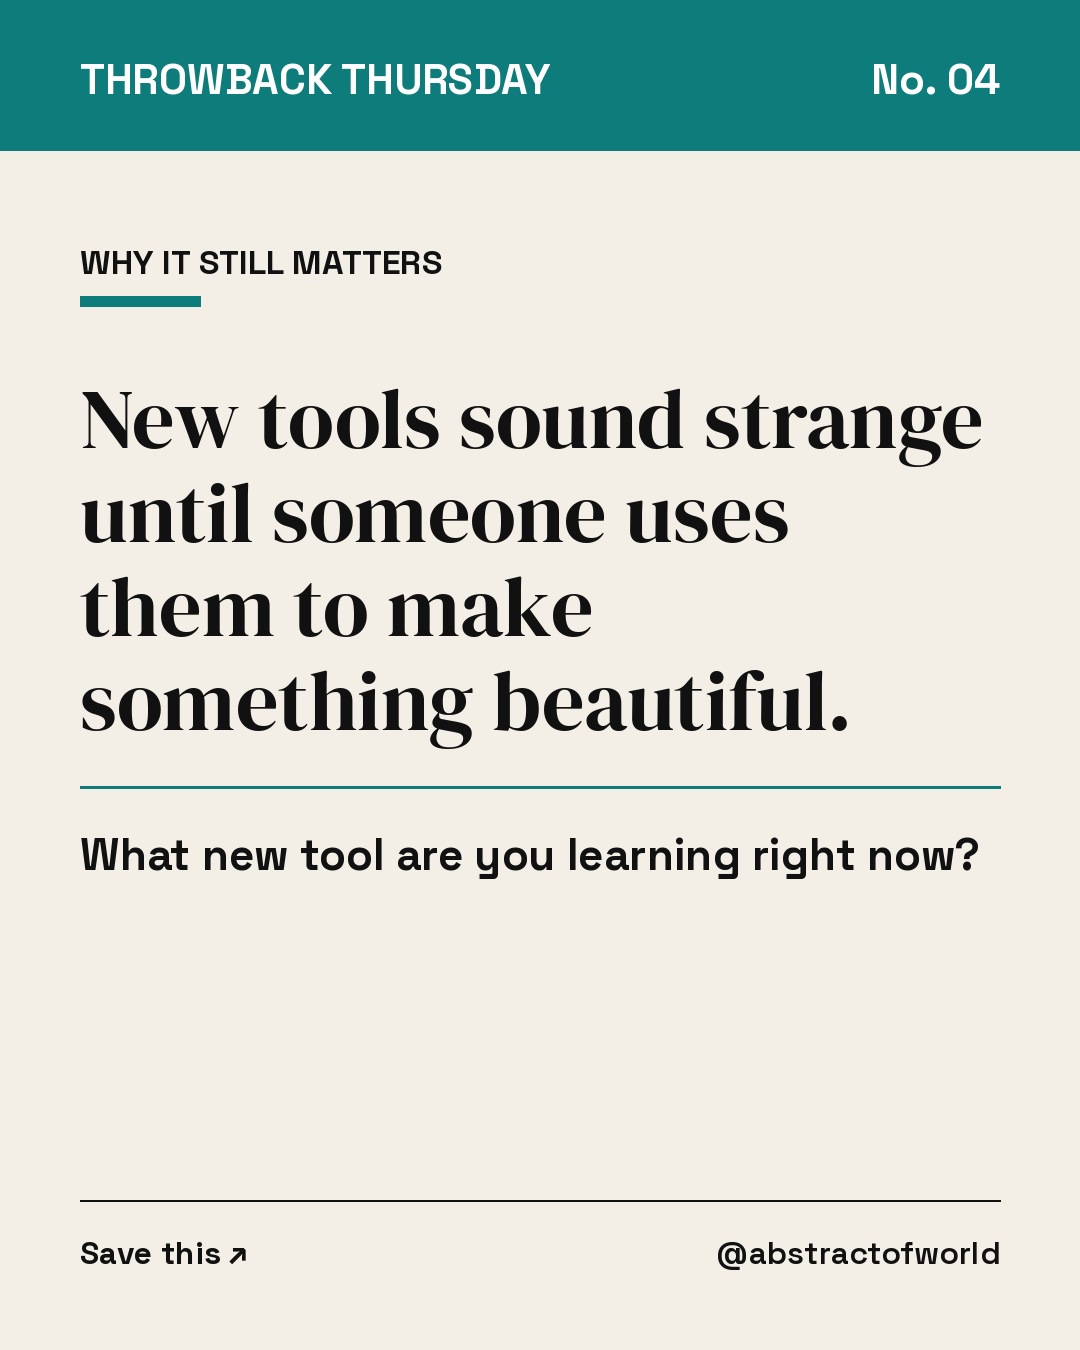 THROWBACK THURSDAY
No. 04
WHY IT STILL MATTERS
New tools sound strange
until someone uses
them to make
something beautiful.
What new tool are you learning right now?
Save this ↗
@abstractofworld